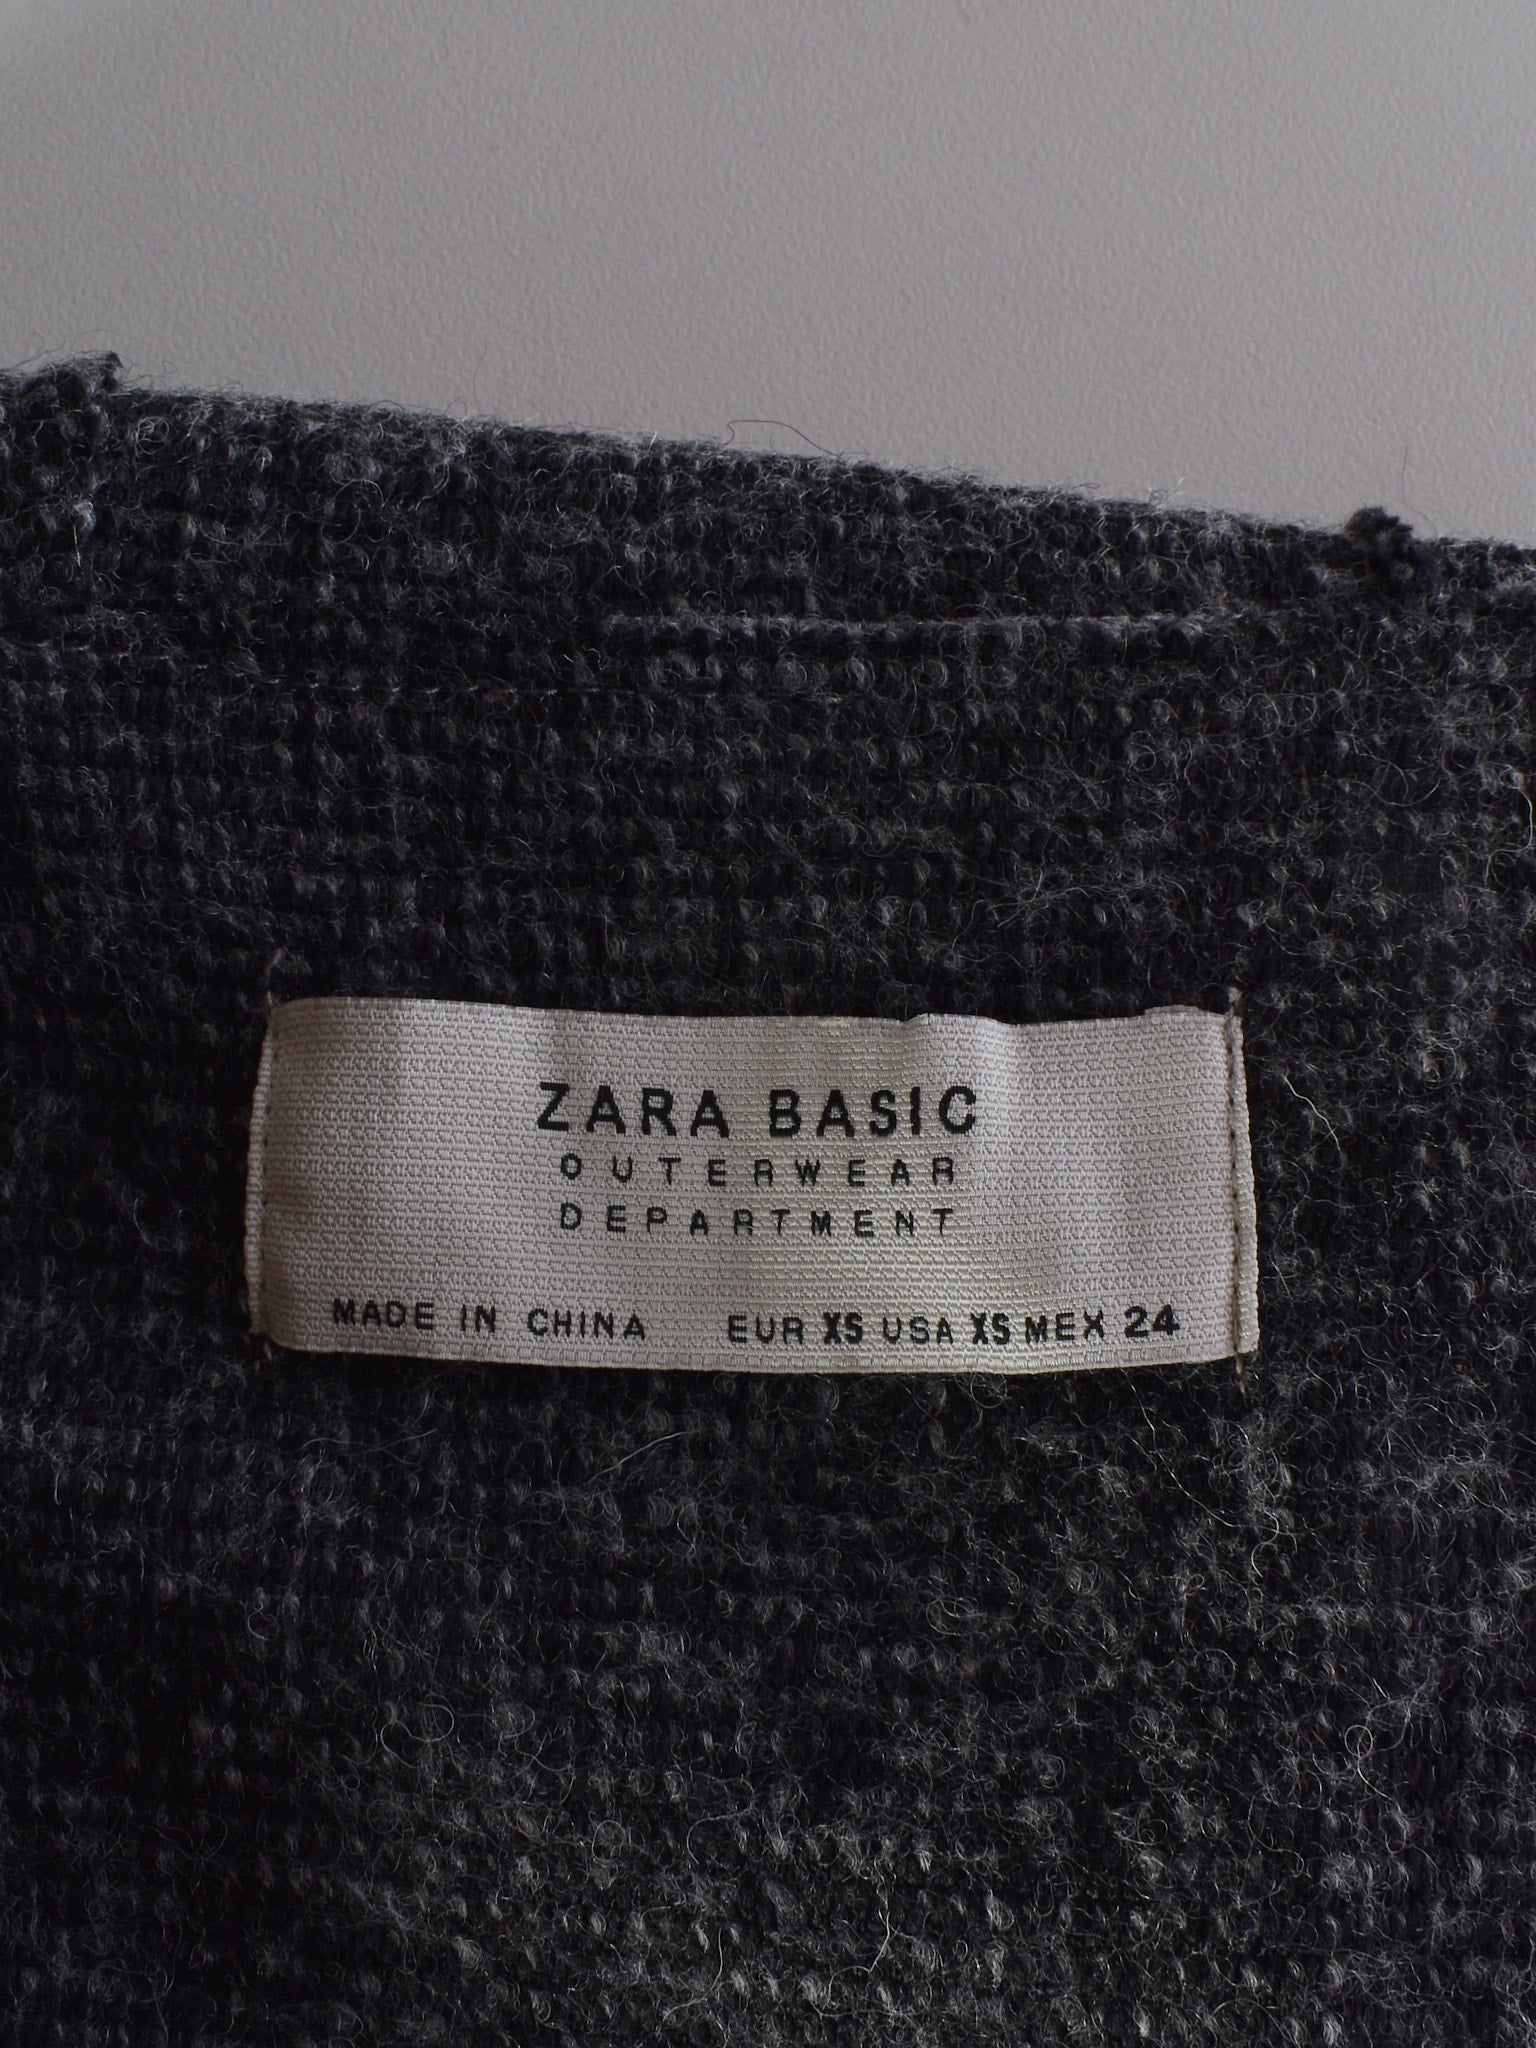 ZARA BASIC
OUTERWEAR
DEPARTMENT
MADE IN CHINA EUR XS USA XS MEX 24